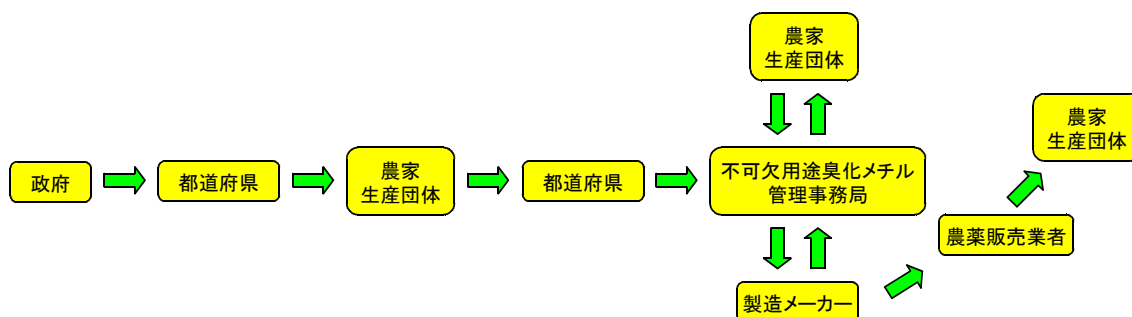 農家
生産団体
農家
生産団体
政府
都道府県
農家
生産団体
都道府県
不可欠用途臭化メチル
管理事務局
農薬販売業者
製造メーカー